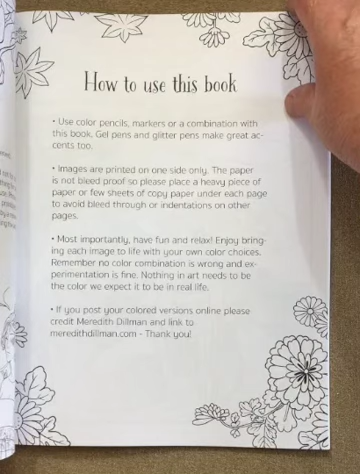 How to use this book
• Use color pencils, markers or a combination with
this book. Gel pens and glitter pens make great ac-
cents too.
• Images are printed on one side only. The paper
is not bleed proof so please place a heavy piece of
paper or few sheets of copy paper under each page
to avoid bleed through or indentations on other
pages.
• Most importantly, have fun and relax! Enjoy bring-
ing each image to life with your own color choices.
Remember no color combination is wrong and ex-
perimentation is fine. Nothing in art needs to be
the color we expect it to be in real life.
• If you post your colored versions online please
credit Meredith Dillman and link to
meredithdillman.com - Thank you!